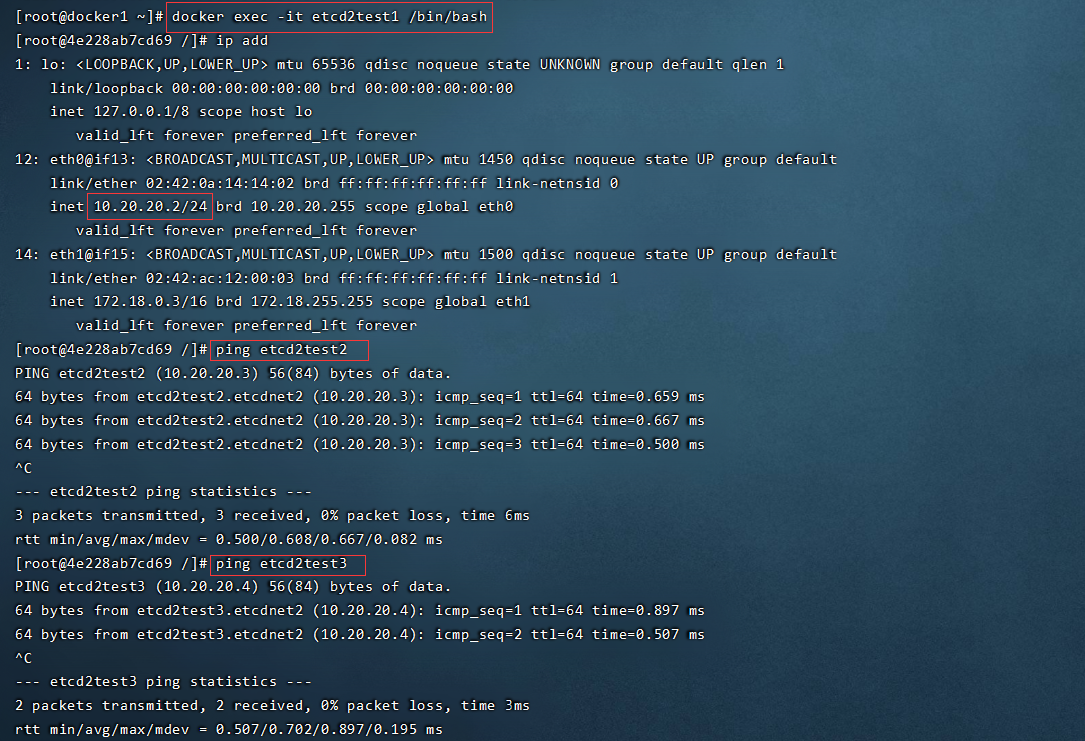 [root@docker1 ~]# docker exec -it etcd2test1 /bin/bash
[root@4e228ab7cd69 /]# ip add
1: lo: <LOOPBACK,UP,LOWER_UP> mtu 65536 qdisc noqueue state UNKNOWN group default qlen 1
    link/loopback 00:00:00:00:00:00 brd 00:00:00:00:00:00
    inet 127.0.0.1/8 scope host lo
       valid_lft forever preferred_lft forever
12: eth0@if13: <BROADCAST,MULTICAST,UP,LOWER_UP> mtu 1450 qdisc noqueue state UP group default
    link/ether 02:42:0a:14:14:02 brd ff:ff:ff:ff:ff:ff link-netnsid 0
    inet 10.20.20.2/24 brd 10.20.20.255 scope global eth0
       valid_lft forever preferred_lft forever
14: eth1@if15: <BROADCAST,MULTICAST,UP,LOWER_UP> mtu 1500 qdisc noqueue state UP group default
    link/ether 02:42:ac:12:00:03 brd ff:ff:ff:ff:ff:ff link-netnsid 1
    inet 172.18.0.3/16 brd 172.18.255.255 scope global eth1
       valid_lft forever preferred_lft forever
[root@4e228ab7cd69 /]# ping etcd2test2
PING etcd2test2 (10.20.20.3) 56(84) bytes of data.
64 bytes from etcd2test2.etcdnet2 (10.20.20.3): icmp_seq=1 ttl=64 time=0.659 ms
64 bytes from etcd2test2.etcdnet2 (10.20.20.3): icmp_seq=2 ttl=64 time=0.667 ms
64 bytes from etcd2test2.etcdnet2 (10.20.20.3): icmp_seq=3 ttl=64 time=0.500 ms
^C
--- etcd2test2 ping statistics ---
3 packets transmitted, 3 received, 0% packet loss, time 6ms
rtt min/avg/max/mdev = 0.500/0.608/0.667/0.082 ms
[root@4e228ab7cd69 /]# ping etcd2test3
PING etcd2test3 (10.20.20.4) 56(84) bytes of data.
64 bytes from etcd2test3.etcdnet2 (10.20.20.4): icmp_seq=1 ttl=64 time=0.897 ms
64 bytes from etcd2test3.etcdnet2 (10.20.20.4): icmp_seq=2 ttl=64 time=0.507 ms
^C
--- etcd2test3 ping statistics ---
2 packets transmitted, 2 received, 0% packet loss, time 3ms
rtt min/avg/max/mdev = 0.507/0.702/0.897/0.195 ms